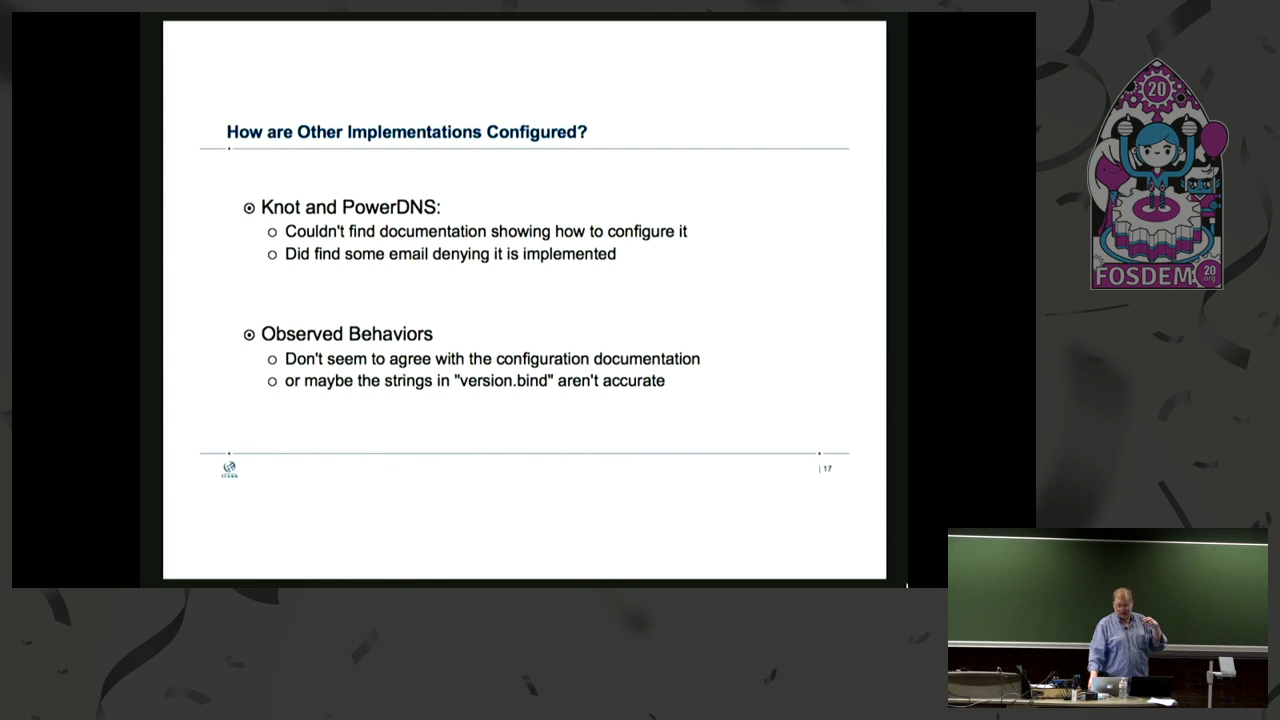 How are Other Implementations Configured?
Knot and PowerDNS:
Couldn't find documentation showing how to configure it
Did find some email denying it is implemented
Observed Behaviors
Don't seem to agree with the configuration documentation
or maybe the strings in "version.bind" aren't accurate
| 17
20
FOSDEM
20
.org